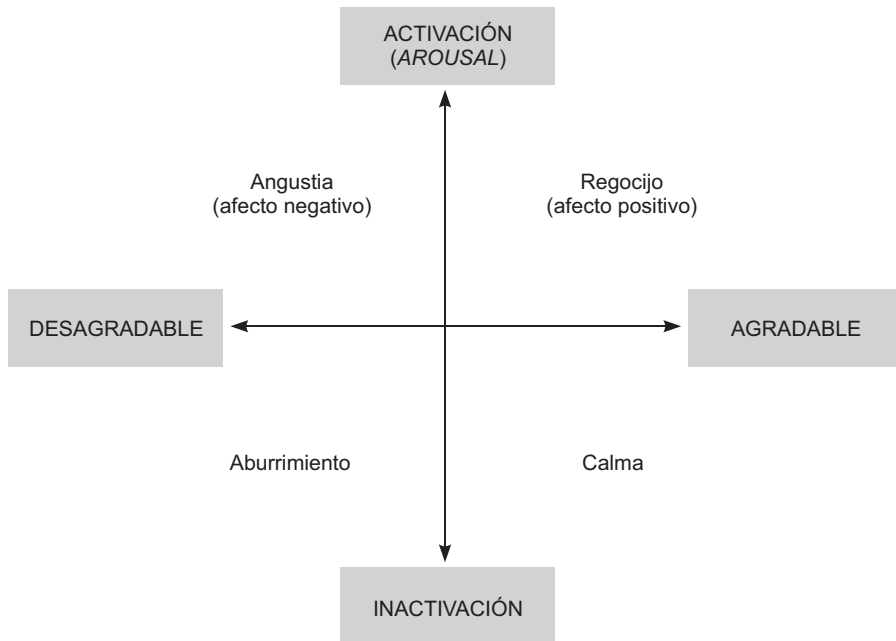 ACTIVACIÓN
(AROUSAL)
Angustia
(afecto negativo)
Regocijo
(afecto positivo)
DESAGRADABLE
AGRADABLE
Aburrimiento
Calma
INACTIVACIÓN